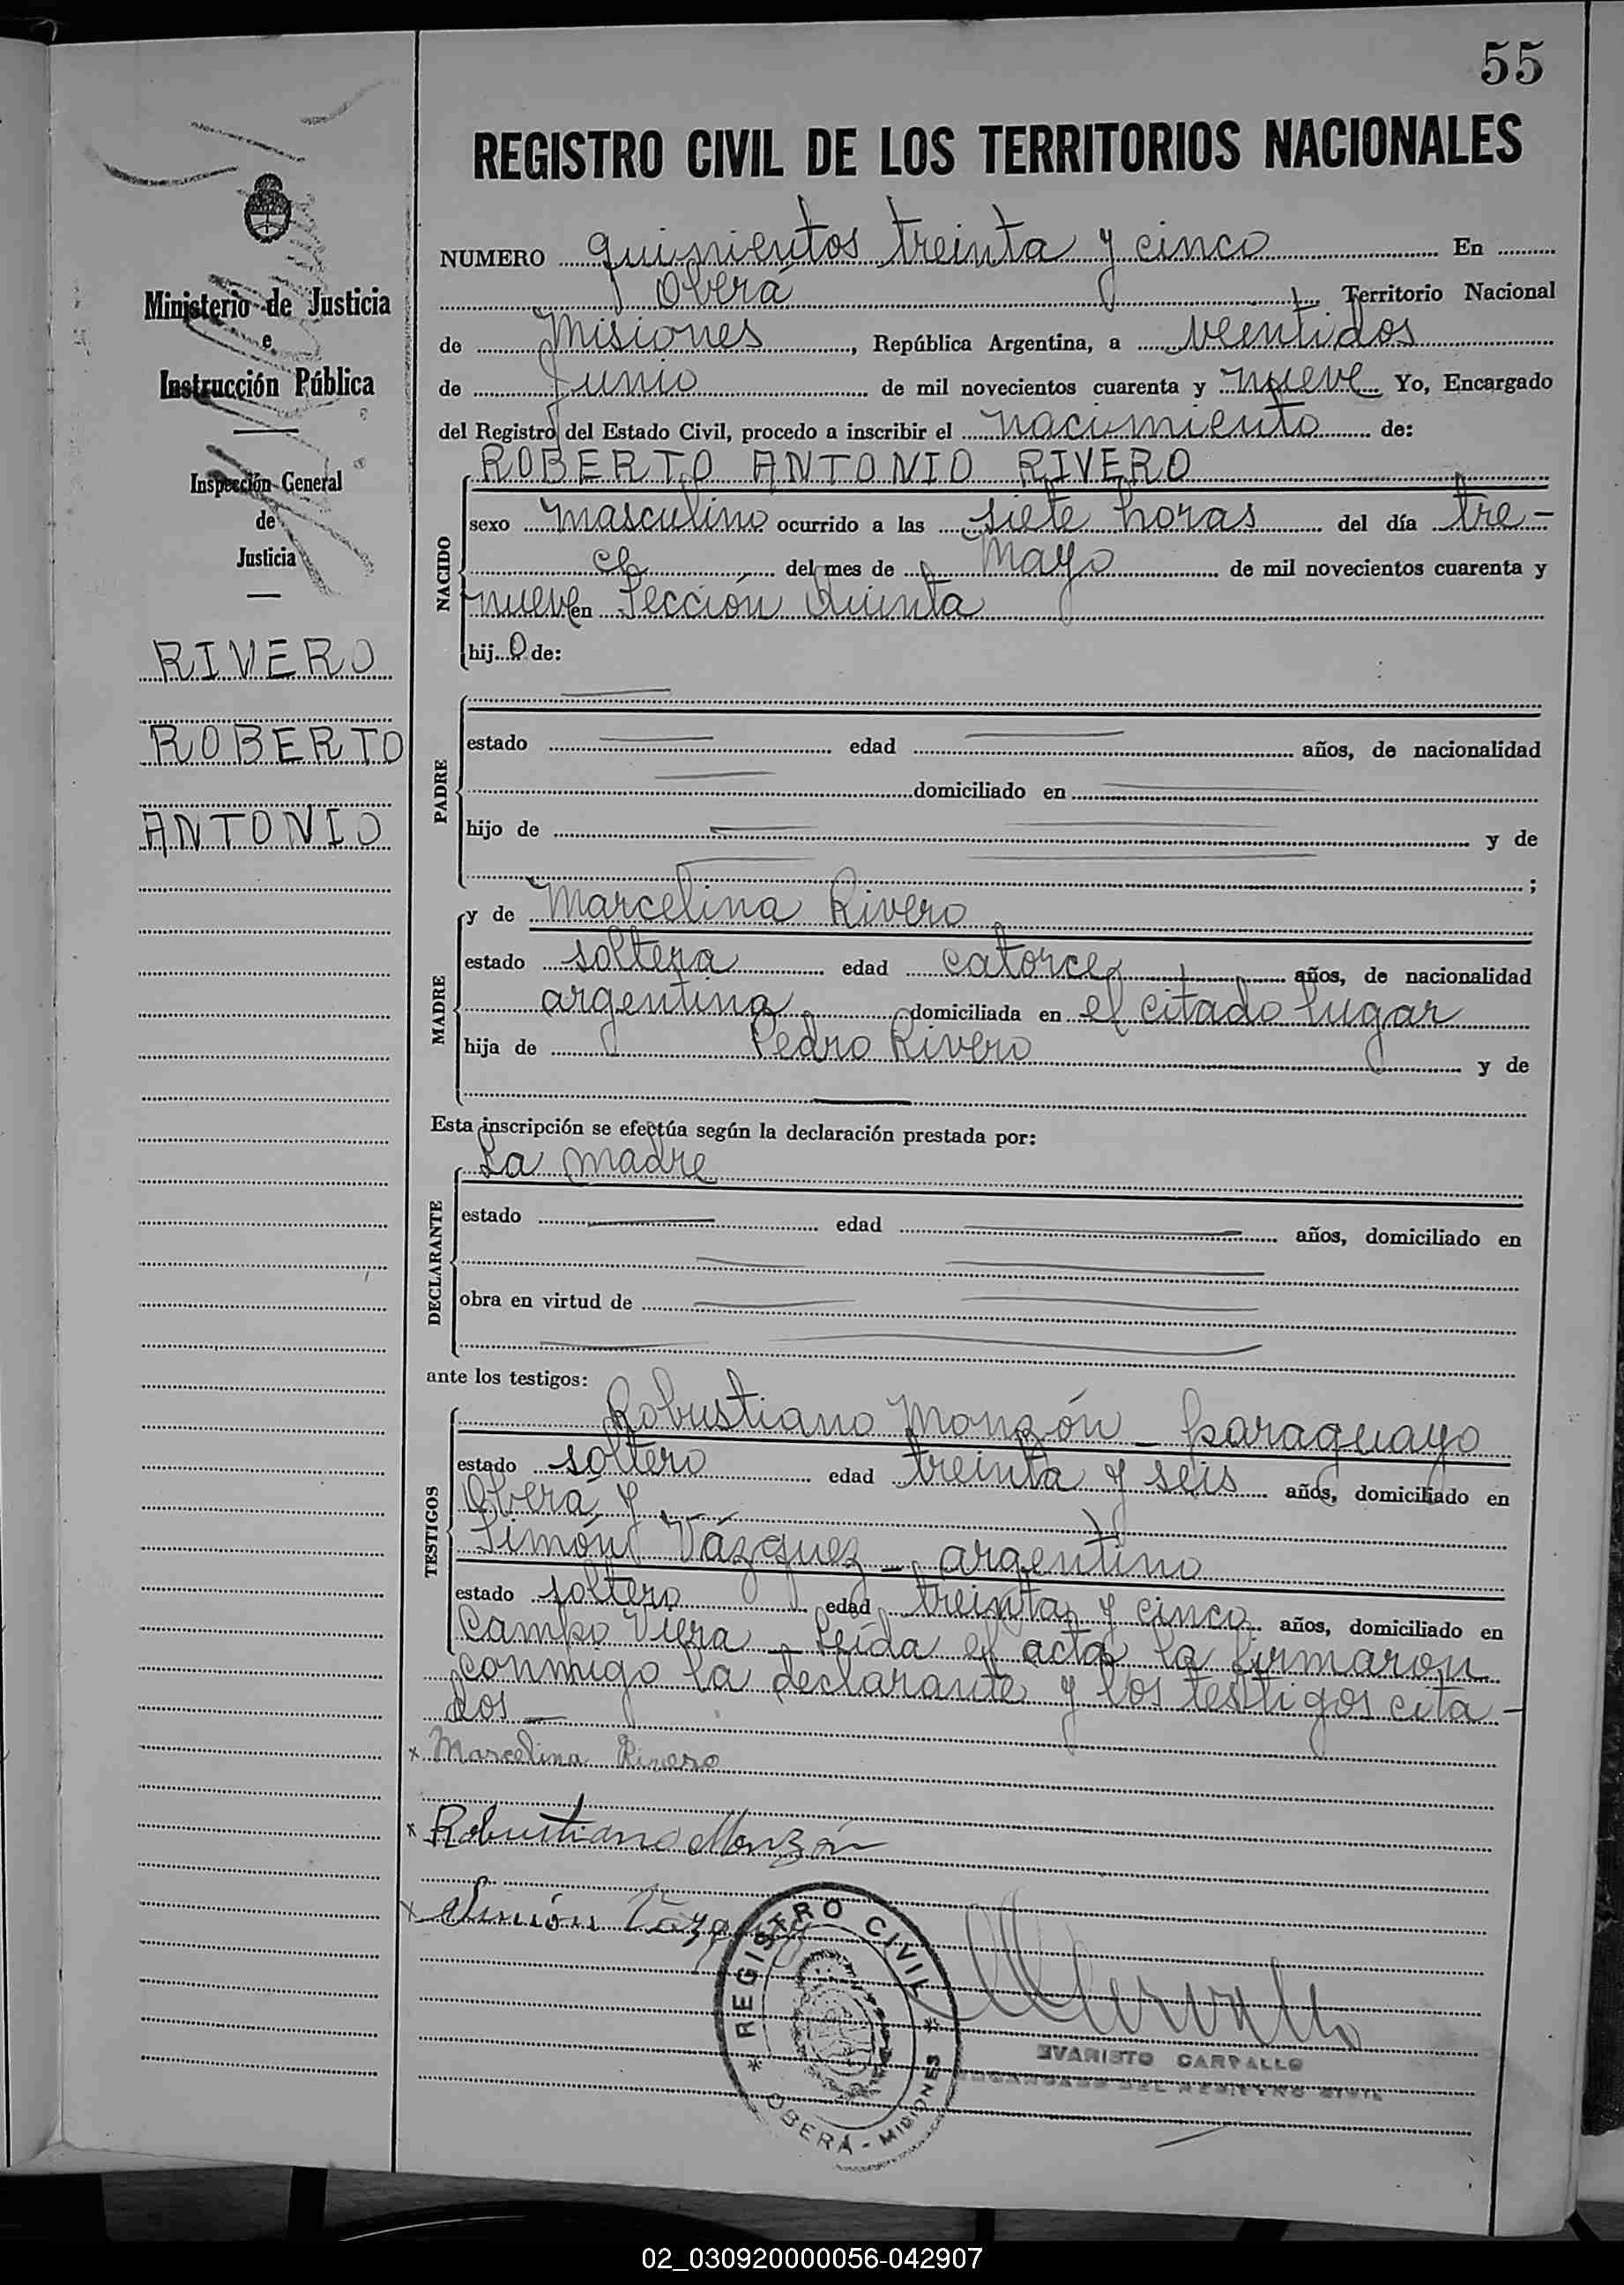 55
REGISTRO CIVIL DE LOS TERRITORIOS NACIONALES
Ministerio de Justicia
e
Instrucción Pública
Inspección General
de
Justicia
RIVERO
ROBERTO
ANTONIO
NUMERO quinientos treinta y cinco En
Oberá, Territorio Nacional
de Misiones, República Argentina, a veintidos
de Junio de mil novecientos cuarenta y nueve Yo, Encargado
del Registro del Estado Civil, procedo a inscribir el nacimiento de:
ROBERTO ANTONIO RIVERO
NACIDO
sexo masculino ocurrido a las siete horas del día tre-
ce del mes de Mayo de mil novecientos cuarenta y
nueve en Sección Quinta
hijo de:
PADRE
estado edad años, de nacionalidad
domiciliado en
hijo de y de
;
MADRE
y de Marcelina Rivero
estado soltera edad catorce años, de nacionalidad
argentina domiciliada en el citado lugar
hija de Pedro Rivero y de
Esta inscripción se efectúa según la declaración prestada por:
La madre
DECLARANTE
estado edad años, domiciliado en
obra en virtud de
ante los testigos:
TESTIGOS
Robustiano Monzón - paraguayo
estado soltero edad treinta y seis años, domiciliado en
Oberá y
Simón Vázquez - argentino
estado soltero edad treinta y cinco años, domiciliado en
Campo Viera - Leída el acta la firmaron
conmigo la declarante y los testigos cita-
dos -
x Marcelina Rivero
x Robustiano Monzón
x Simón Vazquez
* REGISTRO CIVIL *
OBERÁ - MISIONES
EVARISTO CARVALLO
ENCARGADO DEL REGISTRO CIVIL
02_030920000056-042907